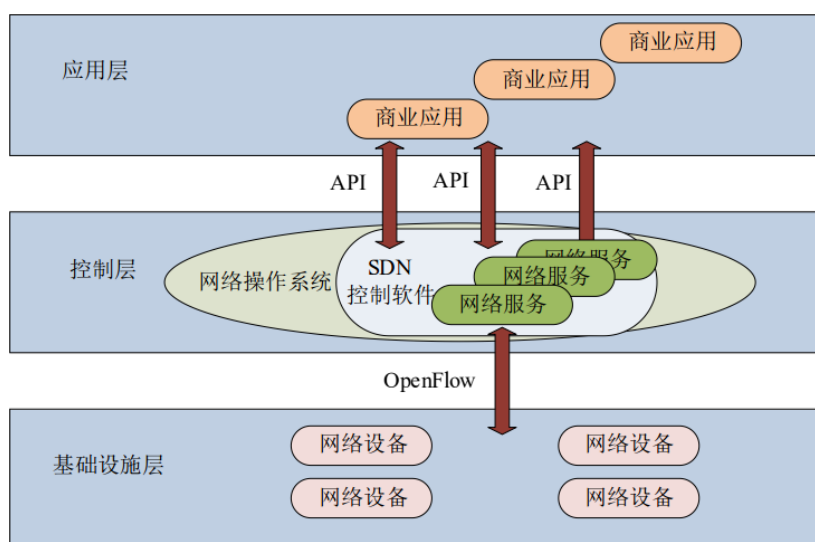 商业应用
应用层
商业应用
商业应用
API
API
API
控制层
网络操作系统
SDN
控制软件
网络服务
网络服务
网络服务
OpenFlow
基础设施层
网络设备
网络设备
网络设备
网络设备